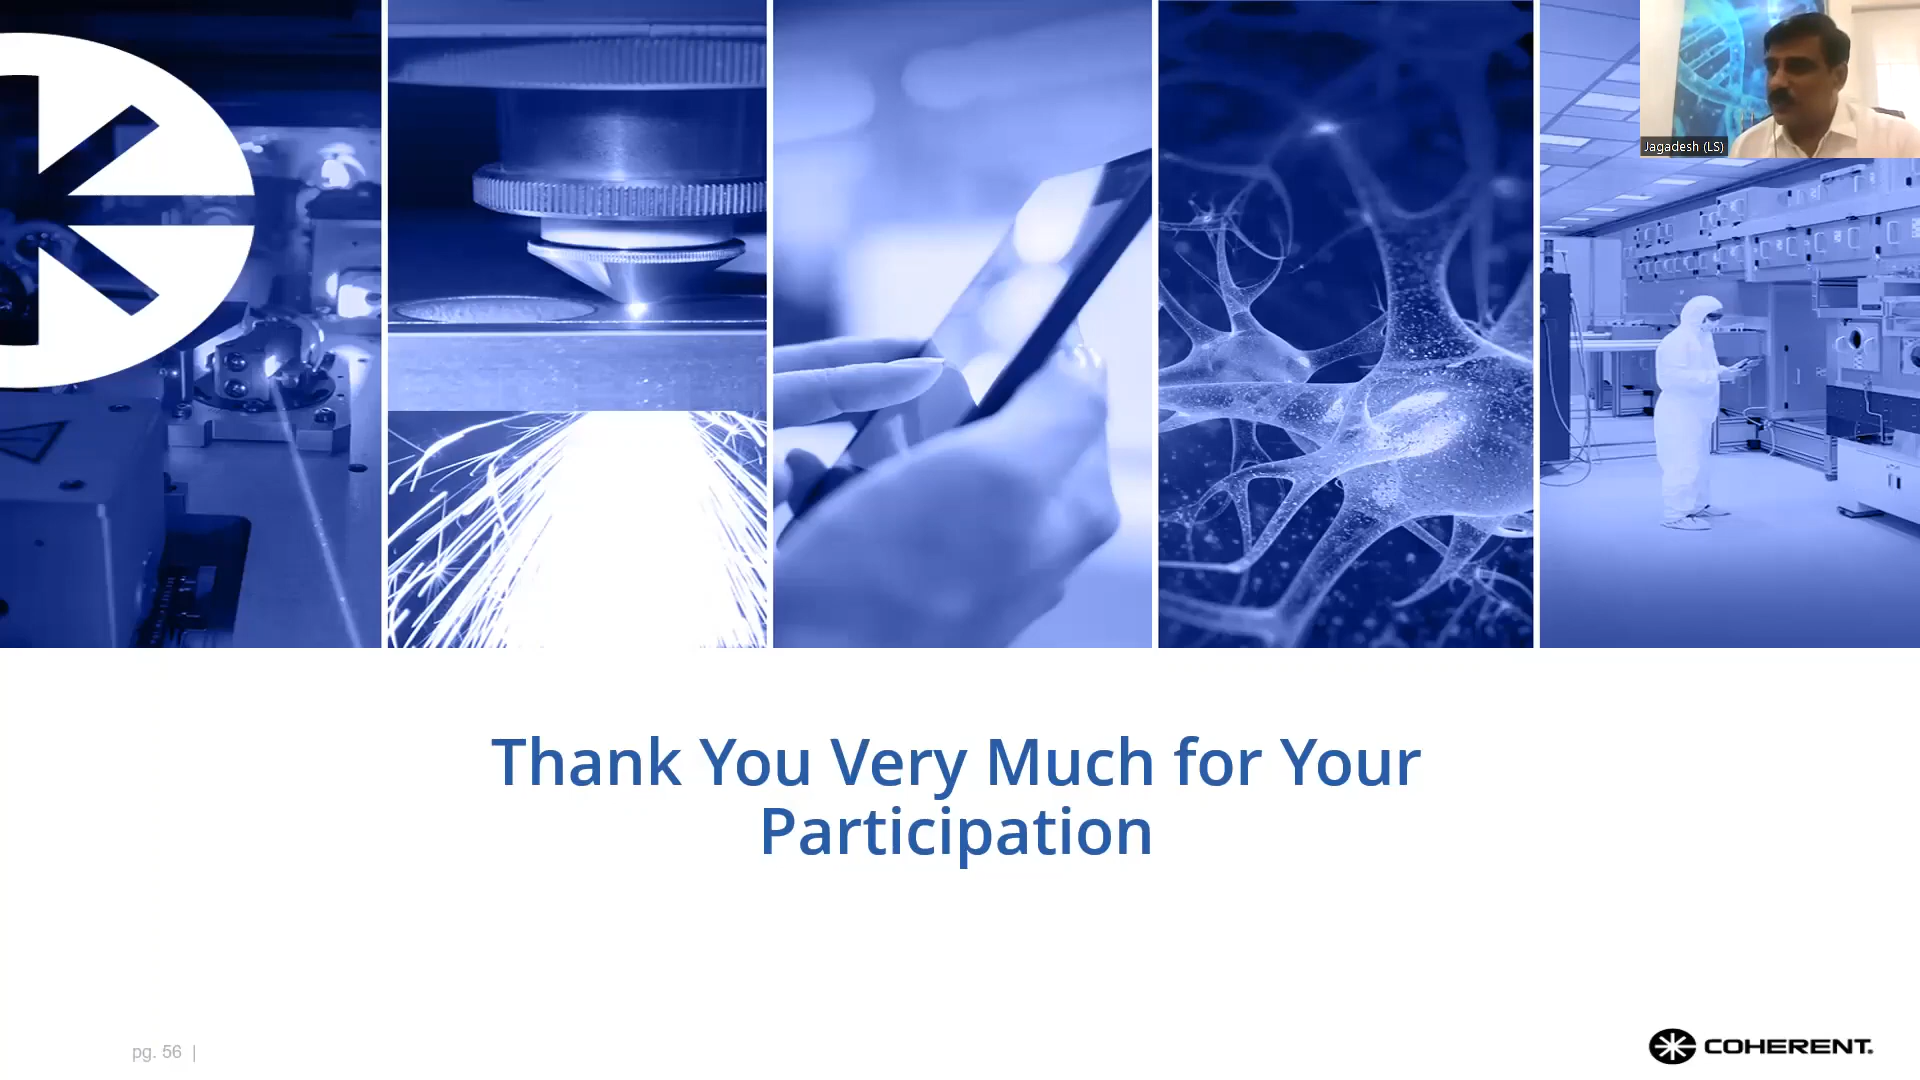 Jagadesh (LS)
Thank You Very Much for Your
Participation
pg. 56 |
COHERENT.